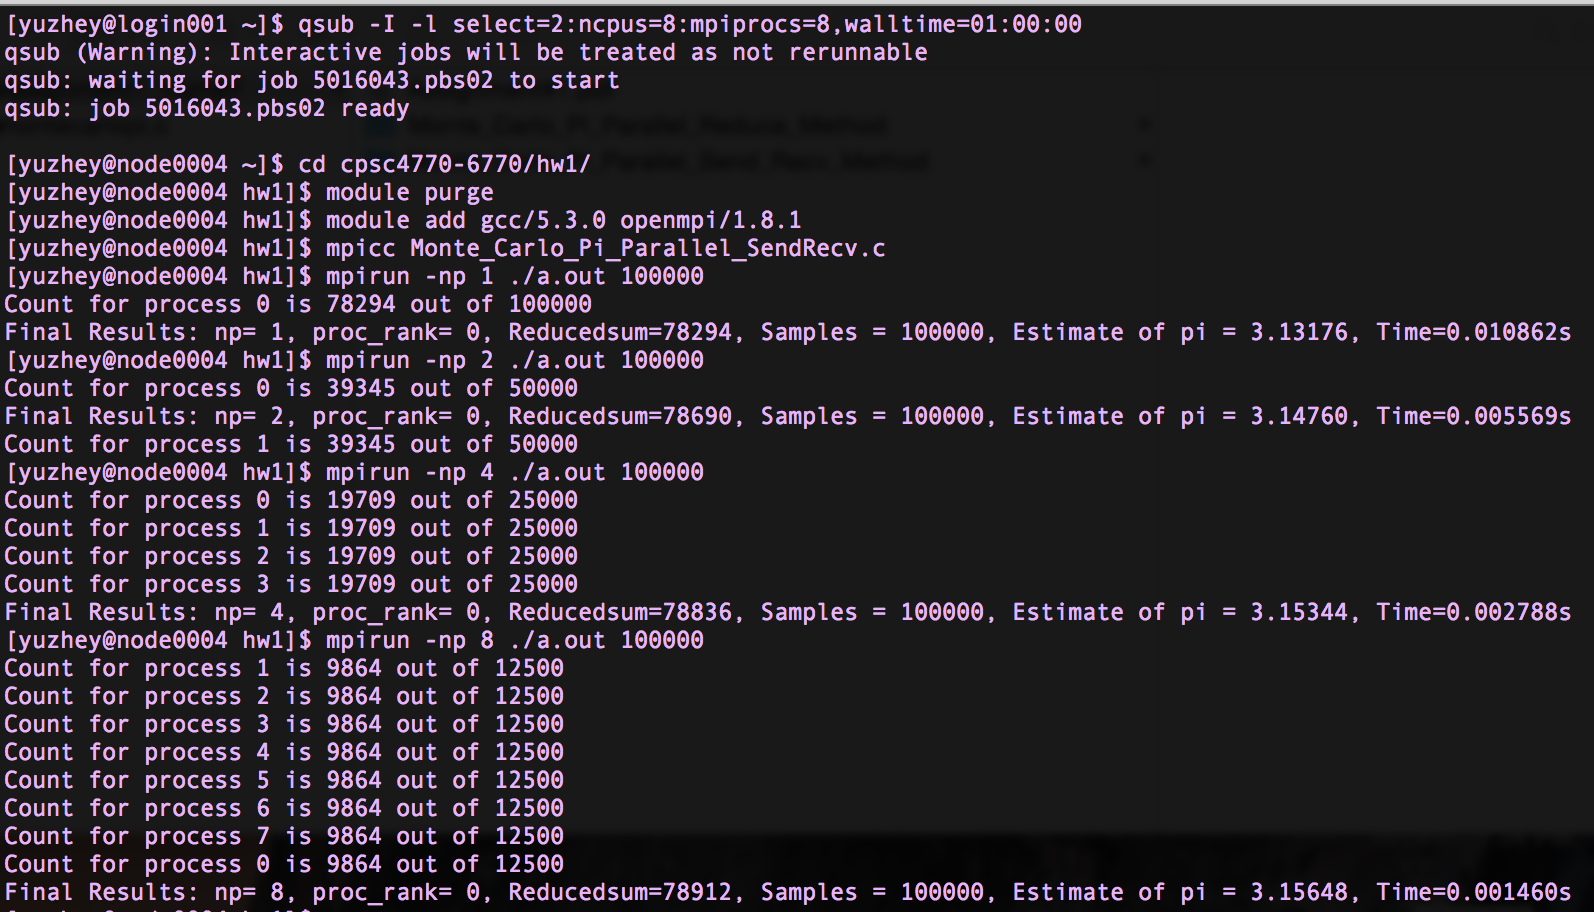 [yuzhey@login001 ~]$ qsub -I -l select=2:ncpus=8:mpiprocs=8,walltime=01:00:00
qsub (Warning): Interactive jobs will be treated as not rerunnable
qsub: waiting for job 5016043.pbs02 to start
qsub: job 5016043.pbs02 ready
[yuzhey@node0004 ~]$ cd cpsc4770-6770/hw1/
[yuzhey@node0004 hw1]$ module purge
[yuzhey@node0004 hw1]$ module add gcc/5.3.0 openmpi/1.8.1
[yuzhey@node0004 hw1]$ mpicc Monte_Carlo_Pi_Parallel_SendRecv.c
[yuzhey@node0004 hw1]$ mpirun -np 1 ./a.out 100000
Count for process 0 is 78294 out of 100000
Final Results: np= 1, proc_rank= 0, Reducedsum=78294, Samples = 100000, Estimate of pi = 3.13176, Time=0.010862s
[yuzhey@node0004 hw1]$ mpirun -np 2 ./a.out 100000
Count for process 0 is 39345 out of 50000
Final Results: np= 2, proc_rank= 0, Reducedsum=78690, Samples = 100000, Estimate of pi = 3.14760, Time=0.005569s
Count for process 1 is 39345 out of 50000
[yuzhey@node0004 hw1]$ mpirun -np 4 ./a.out 100000
Count for process 0 is 19709 out of 25000
Count for process 1 is 19709 out of 25000
Count for process 2 is 19709 out of 25000
Count for process 3 is 19709 out of 25000
Final Results: np= 4, proc_rank= 0, Reducedsum=78836, Samples = 100000, Estimate of pi = 3.15344, Time=0.002788s
[yuzhey@node0004 hw1]$ mpirun -np 8 ./a.out 100000
Count for process 1 is 9864 out of 12500
Count for process 2 is 9864 out of 12500
Count for process 3 is 9864 out of 12500
Count for process 4 is 9864 out of 12500
Count for process 5 is 9864 out of 12500
Count for process 6 is 9864 out of 12500
Count for process 7 is 9864 out of 12500
Count for process 0 is 9864 out of 12500
Final Results: np= 8, proc_rank= 0, Reducedsum=78912, Samples = 100000, Estimate of pi = 3.15648, Time=0.001460s